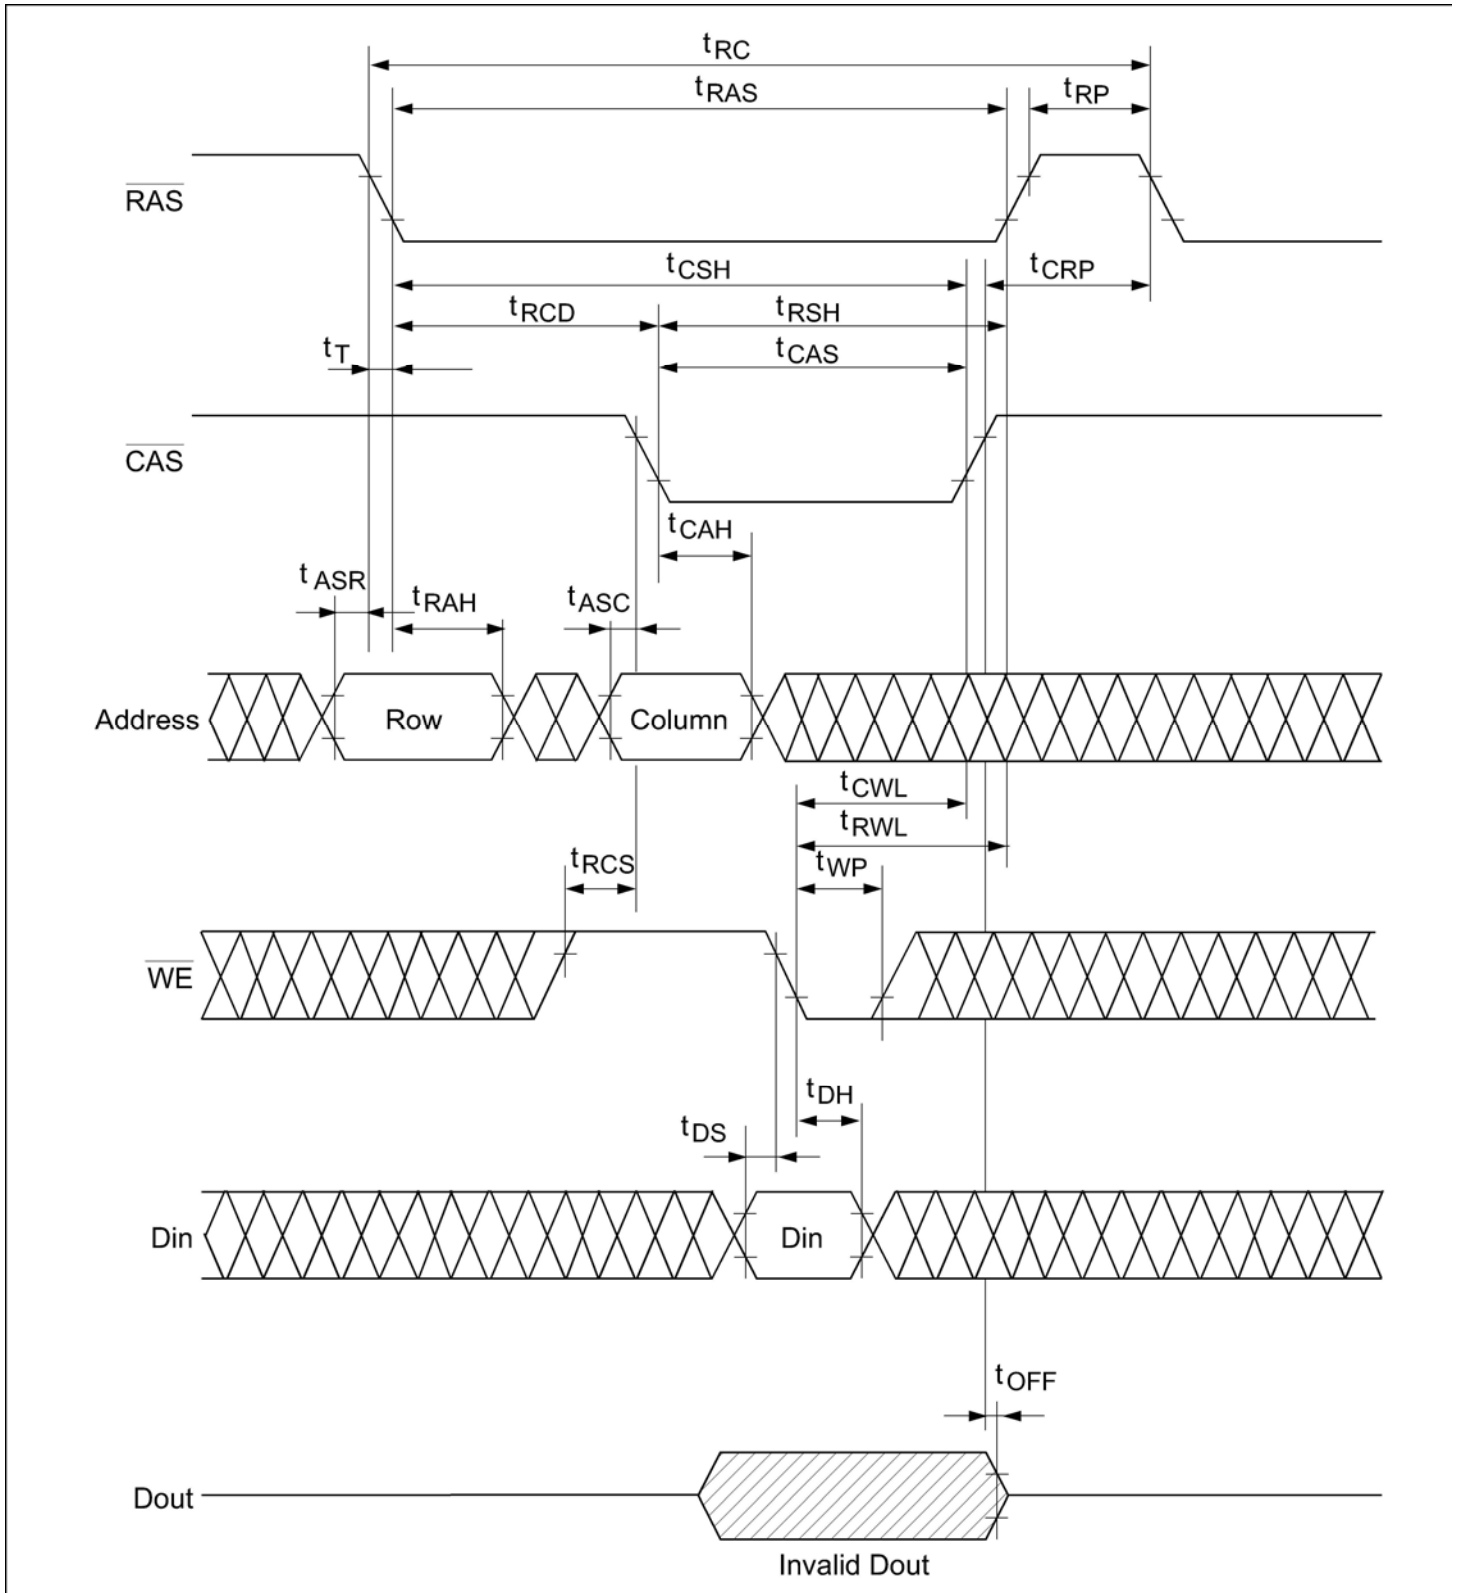 tRC
tRAS
tRP
RAS
tCSH
tCRP
tRCD
tRSH
tT
tCAS
CAS
tCAH
tASR
tRAH
tASC
Address
Row
Column
tCWL
tRWL
tRCS
tWP
WE
tDH
tDS
Din
Din
tOFF
Dout
Invalid Dout